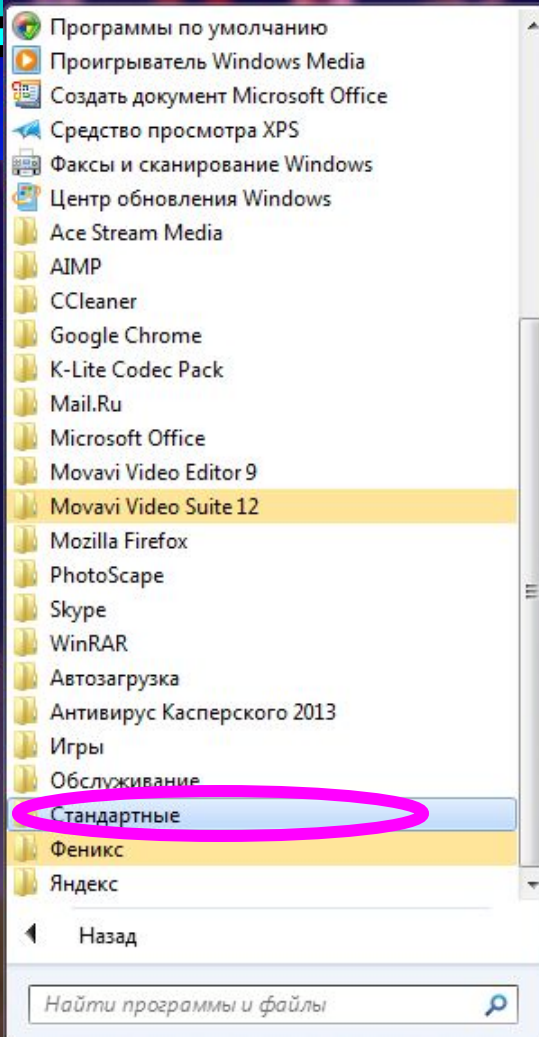 Программы по умолчанию
Проигрыватель Windows Media
Создать документ Microsoft Office
Средство просмотра XPS
Факсы и сканирование Windows
Центр обновления Windows
Ace Stream Media
AIMP
CCleaner
Google Chrome
K-Lite Codec Pack
Mail.Ru
Microsoft Office
Movavi Video Editor 9
Movavi Video Suite 12
Mozilla Firefox
PhotoScape
Skype
WinRAR
Автозагрузка
Антивирус Касперского 2013
Игры
Обслуживание
Стандартные
Феникс
Яндекс
Назад
Найти программы и файлы